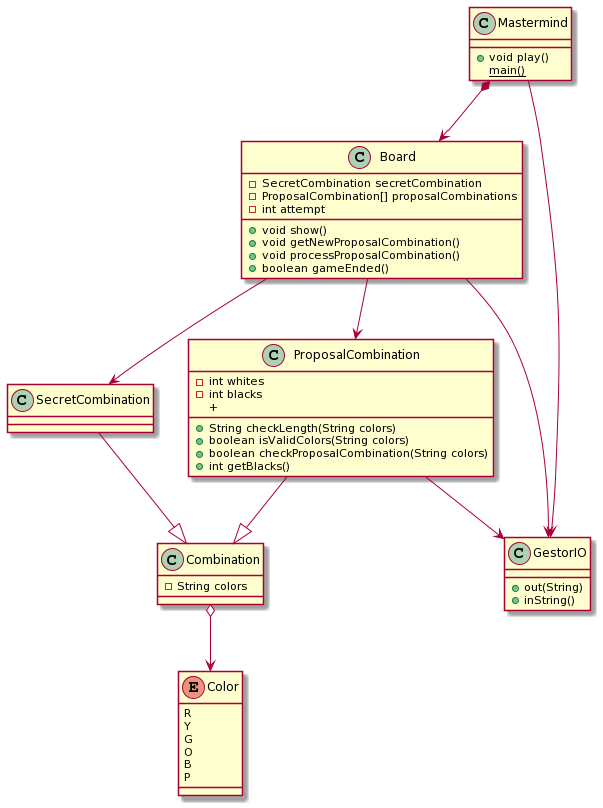 C Mastermind
void play()
main()
C Board
SecretCombination secretCombination
ProposalCombination[] proposalCombinations
int attempt
void show()
void getNewProposalCombination()
void processProposalCombination()
boolean gameEnded()
C SecretCombination
C ProposalCombination
int whites
int blacks
+
String checkLength(String colors)
boolean isValidColors(String colors)
boolean checkProposalCombination(String colors)
int getBlacks()
C Combination
String colors
C GestorIO
out(String)
inString()
E Color
R
Y
G
O
B
P